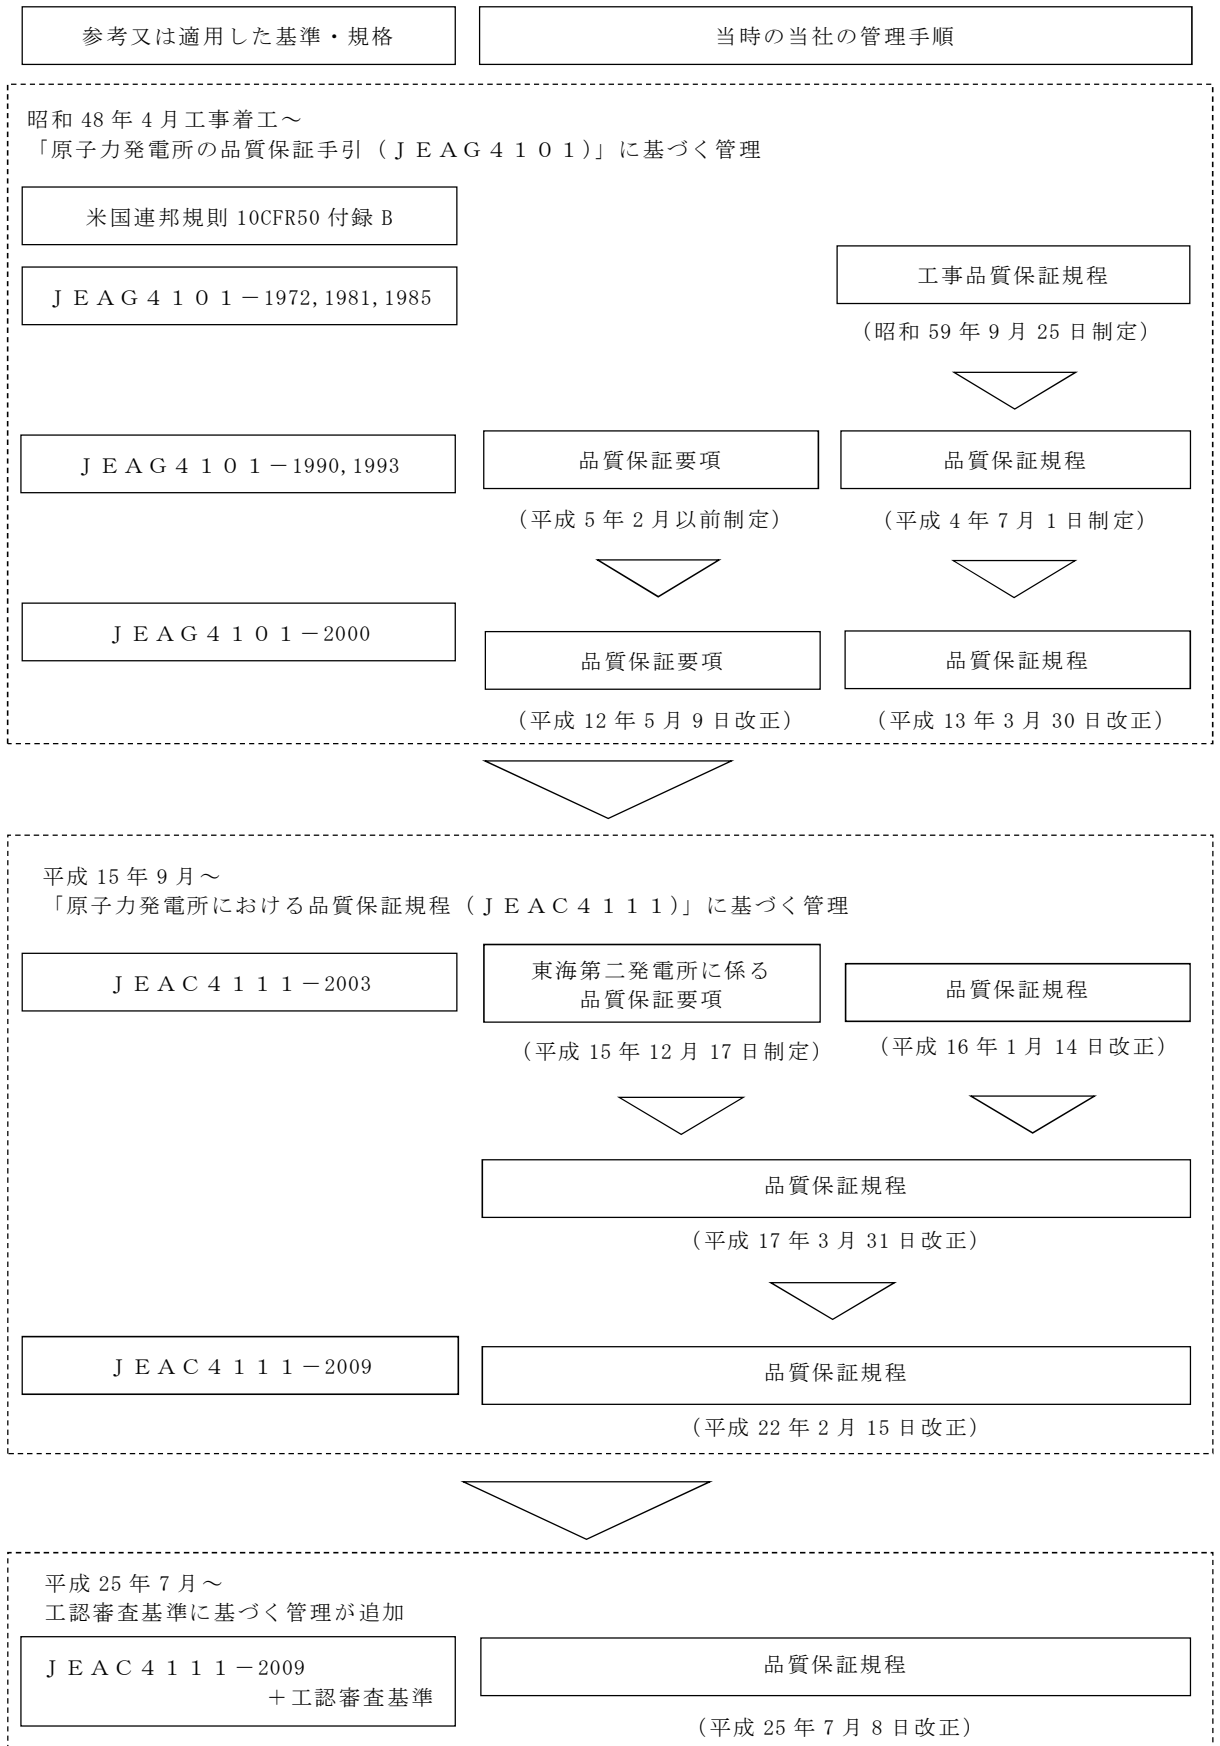 参考又は適用した基準・規格
当時の当社の管理手順
昭和 48 年 4 月工事着工～
「原子力発電所の品質保証手引（ＪＥＡＧ４１０１）」に基づく管理
米国連邦規則 10CFR50 付録 B
ＪＥＡＧ４１０１－1972,1981,1985
工事品質保証規程
（昭和 59 年 9 月 25 日制定）
ＪＥＡＧ４１０１－1990,1993
品質保証要項
品質保証規程
（平成 5 年 2 月以前制定）
（平成 4 年 7 月 1 日制定）
ＪＥＡＧ４１０１－2000
品質保証要項
品質保証規程
（平成 12 年 5 月 9 日改正）
（平成 13 年 3 月 30 日改正）
平成 15 年 9 月～
「原子力発電所における品質保証規程（ＪＥＡＣ４１１１）」に基づく管理
ＪＥＡＣ４１１１－2003
東海第二発電所に係る
品質保証要項
品質保証規程
（平成 15 年 12 月 17 日制定）
（平成 16 年 1 月 14 日改正）
品質保証規程
（平成 17 年 3 月 31 日改正）
ＪＥＡＣ４１１１－2009
品質保証規程
（平成 22 年 2 月 15 日改正）
平成 25 年 7 月～
工認審査基準に基づく管理が追加
ＪＥＡＣ４１１１－2009
＋工認審査基準
品質保証規程
（平成 25 年 7 月 8 日改正）